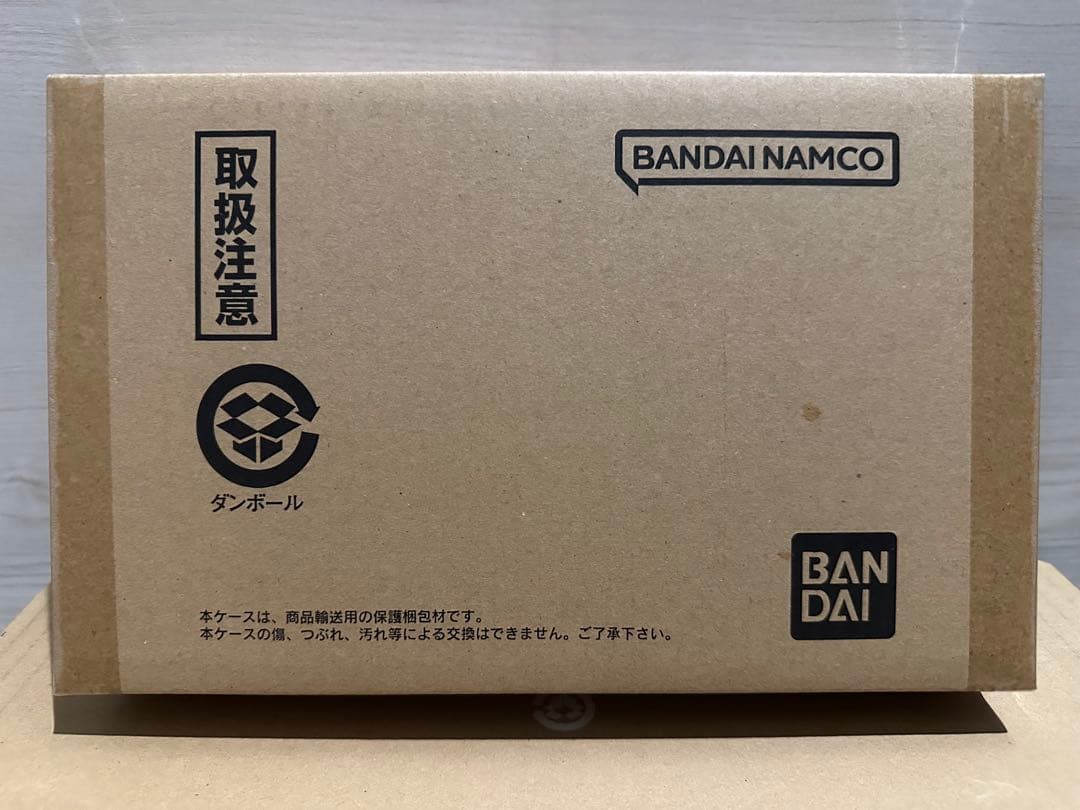 取扱注意
BANDAI NAMCO
ダンボール
BAN
DAI
本ケースは、商品輸送用の保護梱包材です。
本ケースの傷、つぶれ、汚れ等による交換はできません。ご了承下さい。